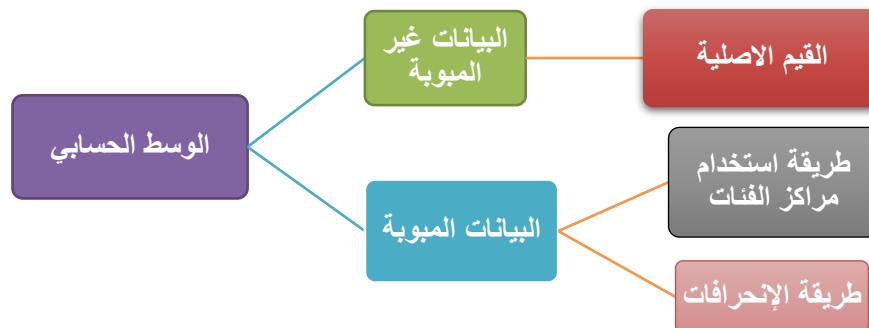 الوسط الحسابي
البيانات غير
المبوبة
القيم الاصلية
البيانات المبوبة
طريقة استخدام
مراكز الفئات
طريقة الإنحرافات